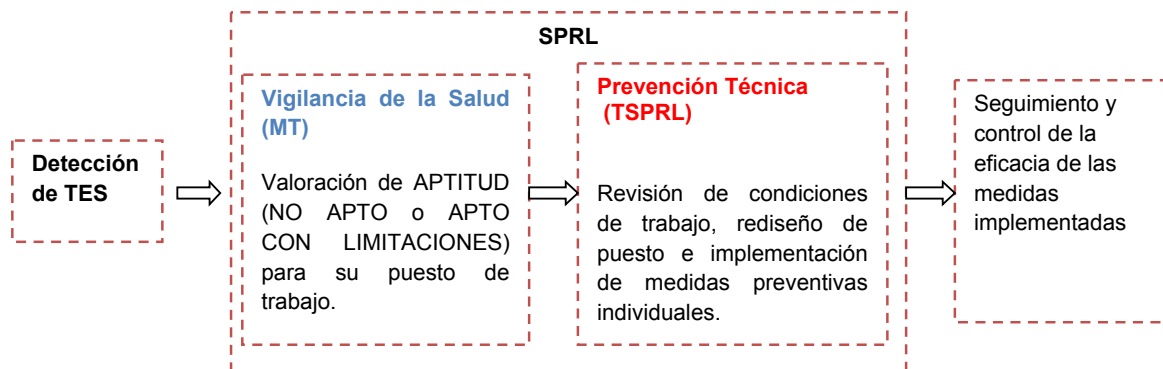 SPRL
Detección
de TES
Vigilancia de la Salud
(MT)
Valoración de APTITUD
(NO APTO o APTO
CON LIMITACIONES)
para su puesto de
trabajo.
Prevención Técnica
(TSPRL)
Revisión de condiciones
de trabajo, rediseño de
puesto e implementación
de medidas preventivas
individuales.
Seguimiento y
control de la
eficacia de las
medidas
implementadas